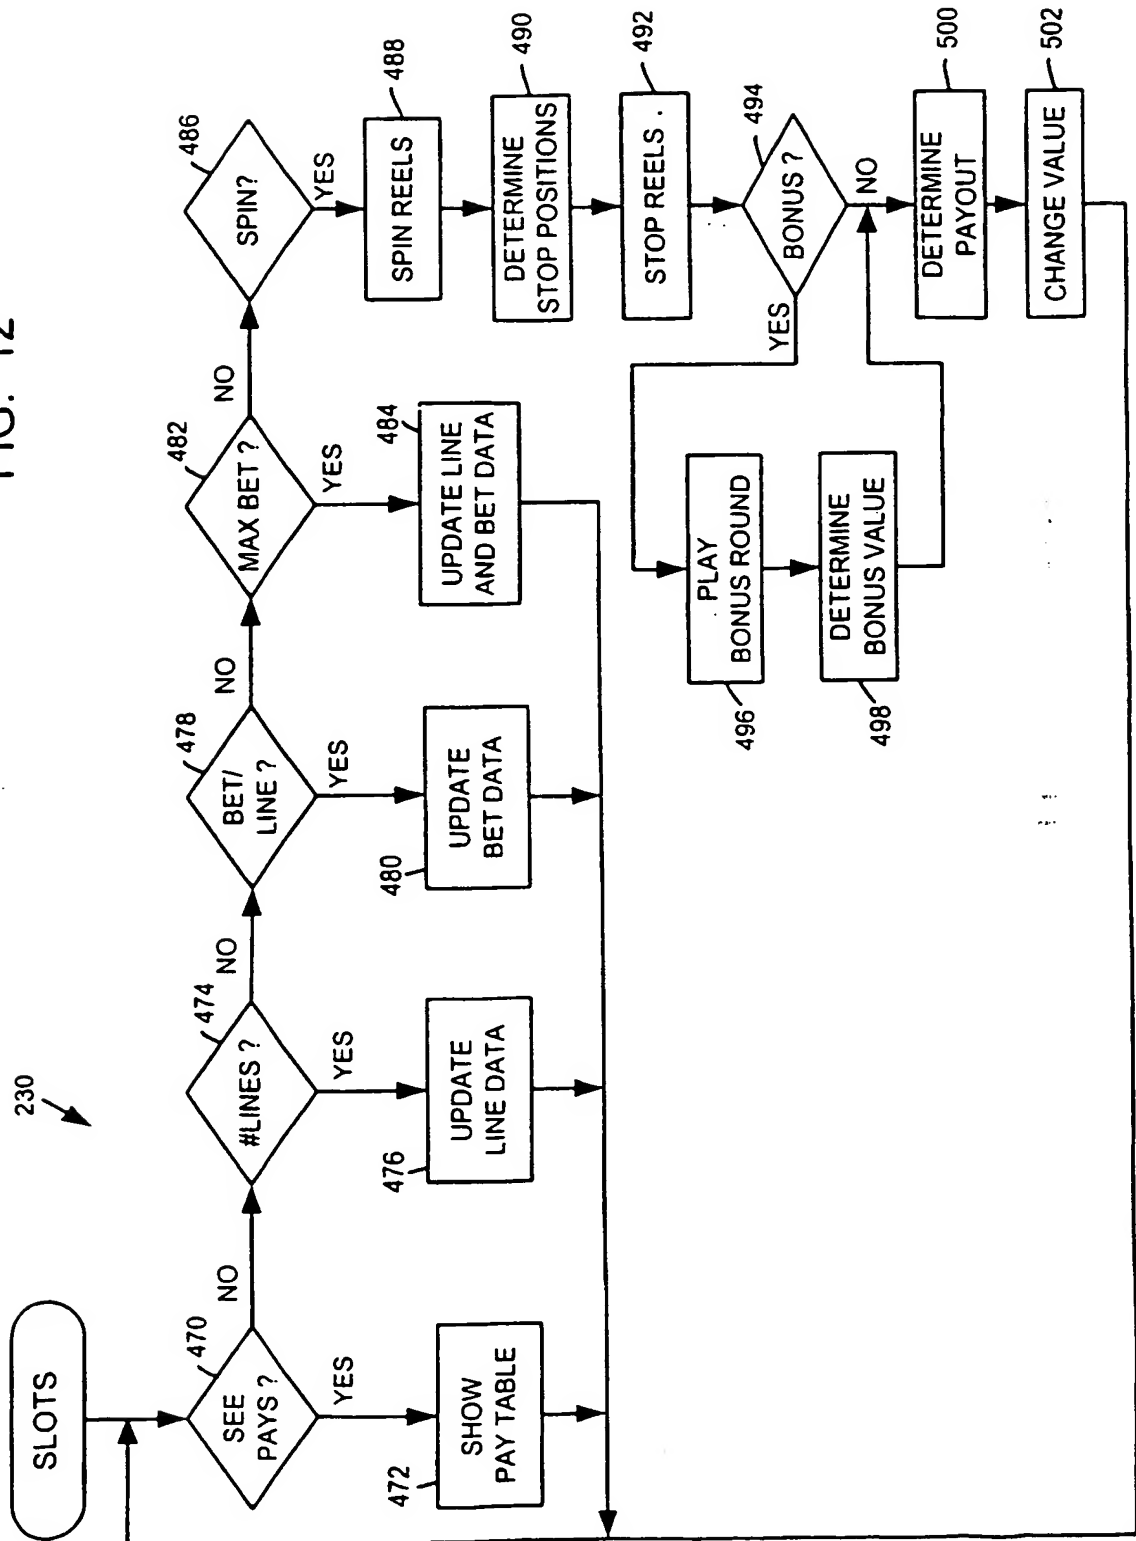 FIG. 12
230
SLOTS
470
SEE
PAYS ?
NO
YES
472
SHOW
PAY TABLE
474
#LINES ?
NO
YES
476
UPDATE
LINE DATA
478
BET/
LINE ?
NO
YES
480
UPDATE
BET DATA
482
MAX BET ?
NO
YES
484
UPDATE LINE
AND BET DATA
486
SPIN?
YES
488
SPIN REELS
490
DETERMINE
STOP POSITIONS
492
STOP REELS .
494
BONUS ?
YES
NO
496
PLAY
BONUS ROUND
498
DETERMINE
BONUS VALUE
500
DETERMINE
PAYOUT
502
CHANGE VALUE